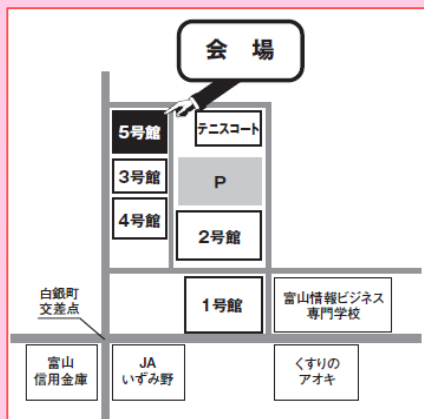 会場
5号館
テニスコート
3号館
P
4号館
2号館
白銀町
交差点
1号館
富山情報ビジネス
専門学校
富山
信用金庫
JA
いずみ野
くすりの
アオキ